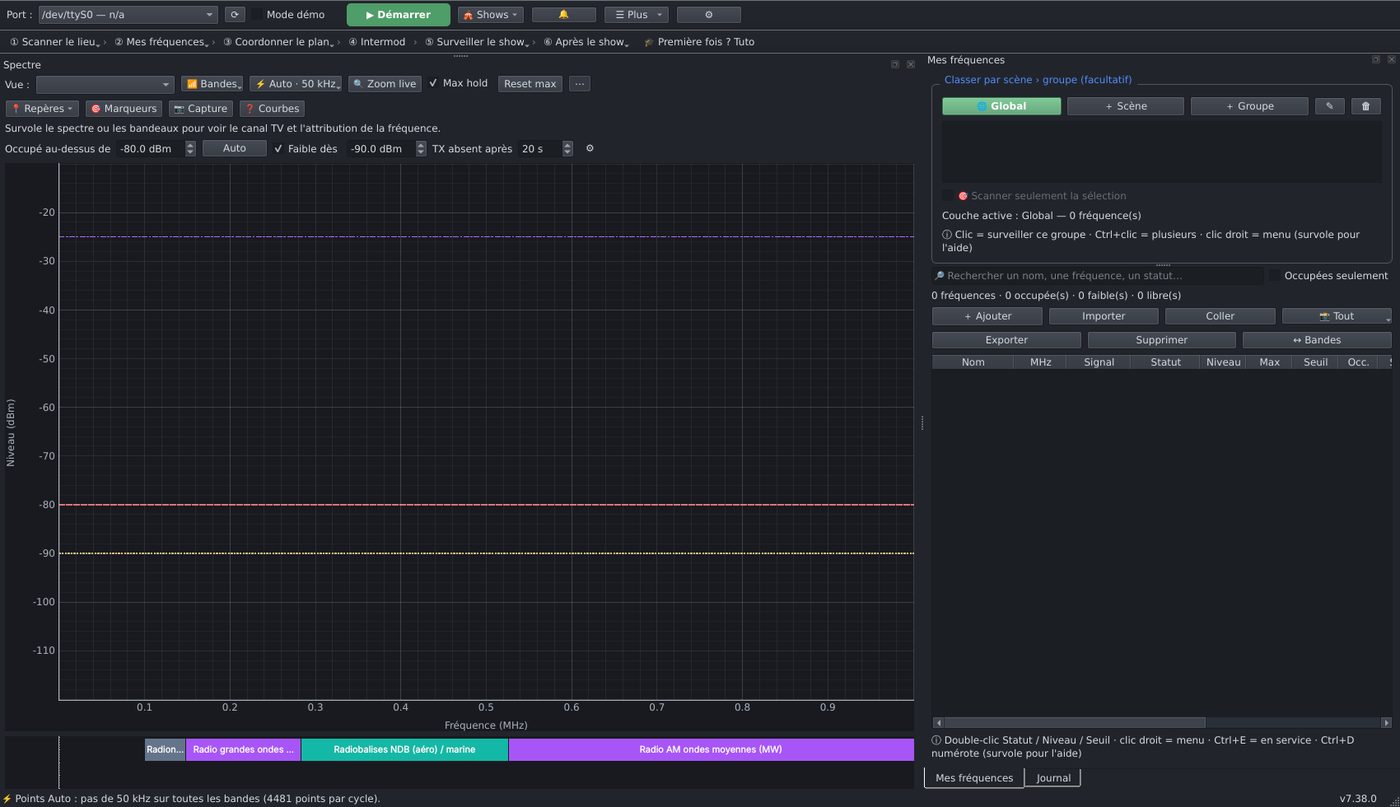 Port : /dev/ttyS0 — n/a Mode démo ▶ Démarrer Shows Plus
① Scanner le lieu › ② Mes fréquences › ③ Coordonner le plan › ④ Intermod › ⑤ Surveiller le show › ⑥ Après le show 🎓 Première fois ? Tuto
Spectre
Vue : Bandes ⚡ Auto · 50 kHz 🔍 Zoom live ✓ Max hold Reset max ···
Repères Marqueurs Capture ❓ Courbes
Survole le spectre ou les bandeaux pour voir le canal TV et l'attribution de la fréquence.
Occupé au-dessus de -80.0 dBm Auto ✓ Faible dès -90.0 dBm TX absent après 20 s
Niveau (dBm)
-20
-30
-40
-50
-60
-70
-80
-90
-100
-110
0.1 0.2 0.3 0.4 0.5 0.6 0.7 0.8 0.9
Fréquence (MHz)
Radion... Radio grandes ondes ... Radiobalises NDB (aéro) / marine Radio AM ondes moyennes (MW)
⚡ Points Auto : pas de 50 kHz sur toutes les bandes (4481 points par cycle).
Mes fréquences
Classer par scène › groupe (facultatif)
Global + Scène + Groupe
Scanner seulement la sélection
Couche active : Global — 0 fréquence(s)
ⓘ Clic = surveiller ce groupe · Ctrl+clic = plusieurs · clic droit = menu (survole pour
l'aide)
Rechercher un nom, une fréquence, un statut… Occupées seulement
0 fréquences · 0 occupée(s) · 0 faible(s) · 0 libre(s)
+ Ajouter Importer Coller Tout
Exporter Supprimer ↔ Bandes
Nom MHz Signal Statut Niveau Max Seuil Occ.
ⓘ Double-clic Statut / Niveau / Seuil · clic droit = menu · Ctrl+E = en service · Ctrl+D
numérote (survole pour l'aide)
Mes fréquences Journal
v7.38.0